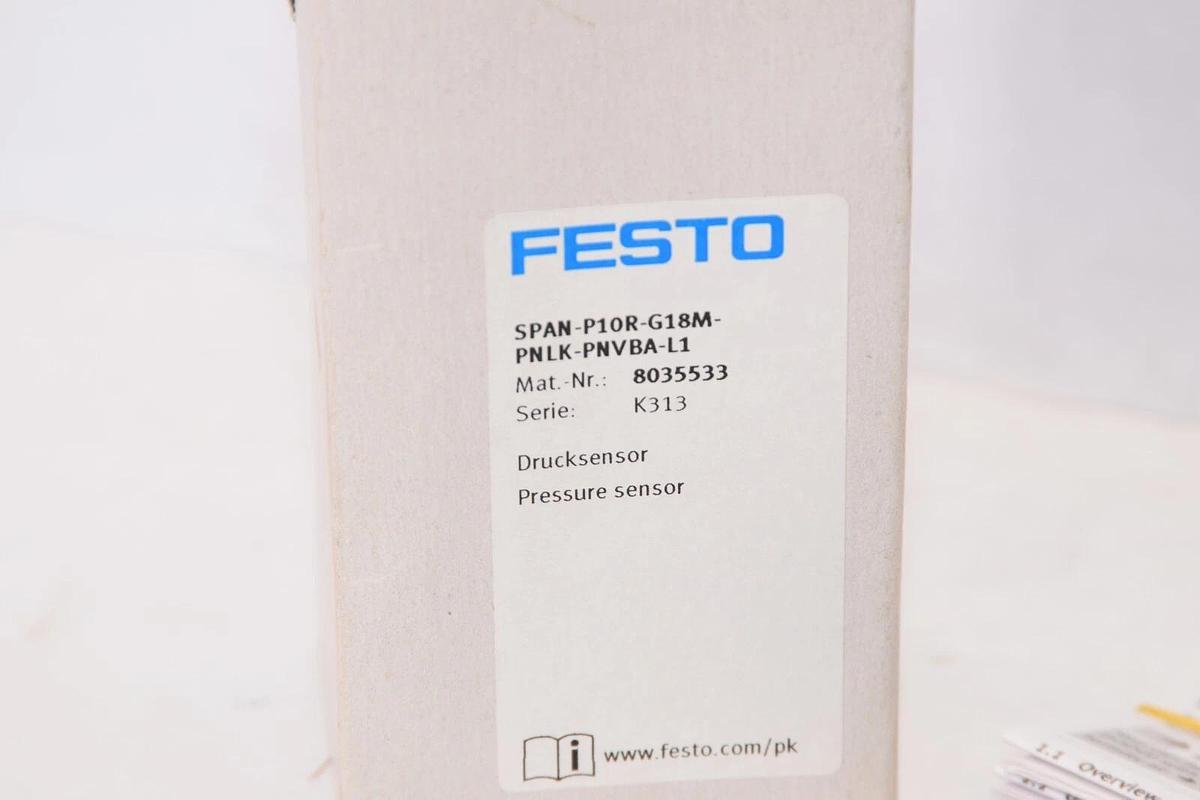 FESTO
SPAN-P10R-G18M-
PNLK-PNVBA-L1
Mat.-Nr.: 8035533
Serie: K313
Drucksensor
Pressure sensor
i www.festo.com/pk
1.1 Overview